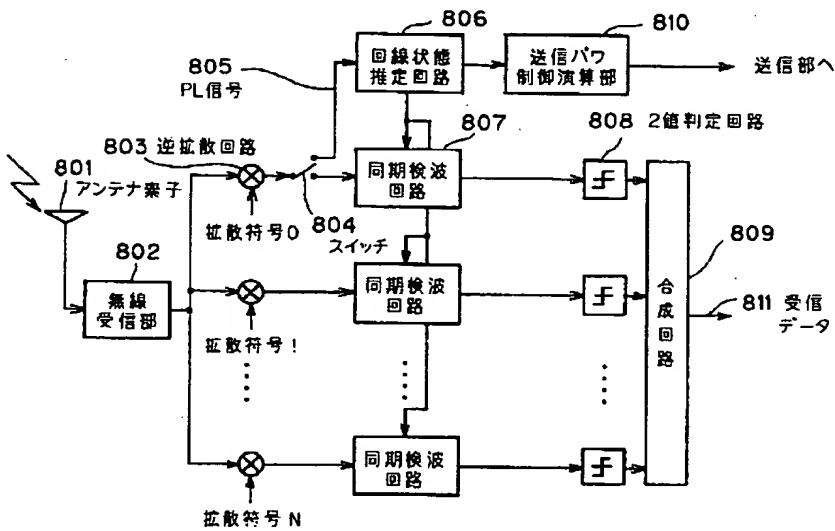 806
810
805
PL信号
回線状態
推定回路
送信パワ
制御演算部
送信部へ
803 逆拡散回路
807
808 2値判定回路
801
アンテナ素子
同期検波
回路
拡散符号0
804
スイッチ
802
無線
受信部
809
同期検波
回路
合成回路
811 受信
データ
拡散符号1
同期検波
回路
拡散符号N